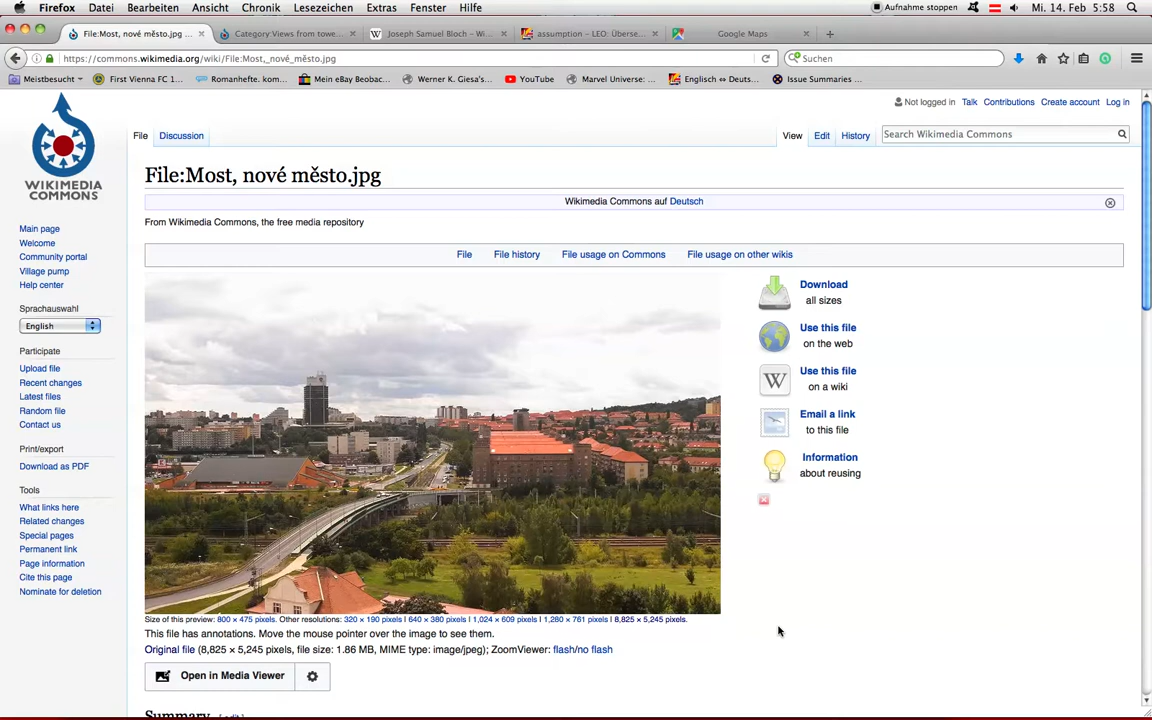 Firefox Datei Bearbeiten Ansicht Chronik Lesezeichen Extras Fenster Hilfe Aufnahme stoppen Mi. 14. Feb 5:58
File:Most, nové město.jpg ... Category:Views from towe... Joseph Samuel Bloch – Wi... assumption – LEO: Überse... Google Maps
https://commons.wikimedia.org/wiki/File:Most,_nové_město.jpg Suchen
Meistbesucht First Vienna FC 1... Romanhefte. kom... Mein eBay Beobac... Werner K. Giesa's... YouTube Marvel Universe: ... Englisch ⇔ Deuts... Issue Summaries ...
Not logged in Talk Contributions Create account Log in
File Discussion View Edit History Search Wikimedia Commons
WIKIMEDIA
COMMONS
File:Most, nové město.jpg
Wikimedia Commons auf Deutsch
From Wikimedia Commons, the free media repository
File File history File usage on Commons File usage on other wikis
Main page
Welcome
Community portal
Village pump
Help center
Sprachauswahl
English
Participate
Upload file
Recent changes
Latest files
Random file
Contact us
Print/export
Download as PDF
Tools
What links here
Related changes
Special pages
Permanent link
Page information
Cite this page
Nominate for deletion
Download
all sizes
Use this file
on the web
W
Use this file
on a wiki
Email a link
to this file
Information
about reusing
Size of this preview: 800 × 475 pixels. Other resolutions: 320 × 190 pixels | 640 × 380 pixels | 1,024 × 609 pixels | 1,280 × 761 pixels | 8,825 × 5,245 pixels.
This file has annotations. Move the mouse pointer over the image to see them.
Original file (8,825 × 5,245 pixels, file size: 1.86 MB, MIME type: image/jpeg); ZoomViewer: flash/no flash
Open in Media Viewer
Summary [ edit ]